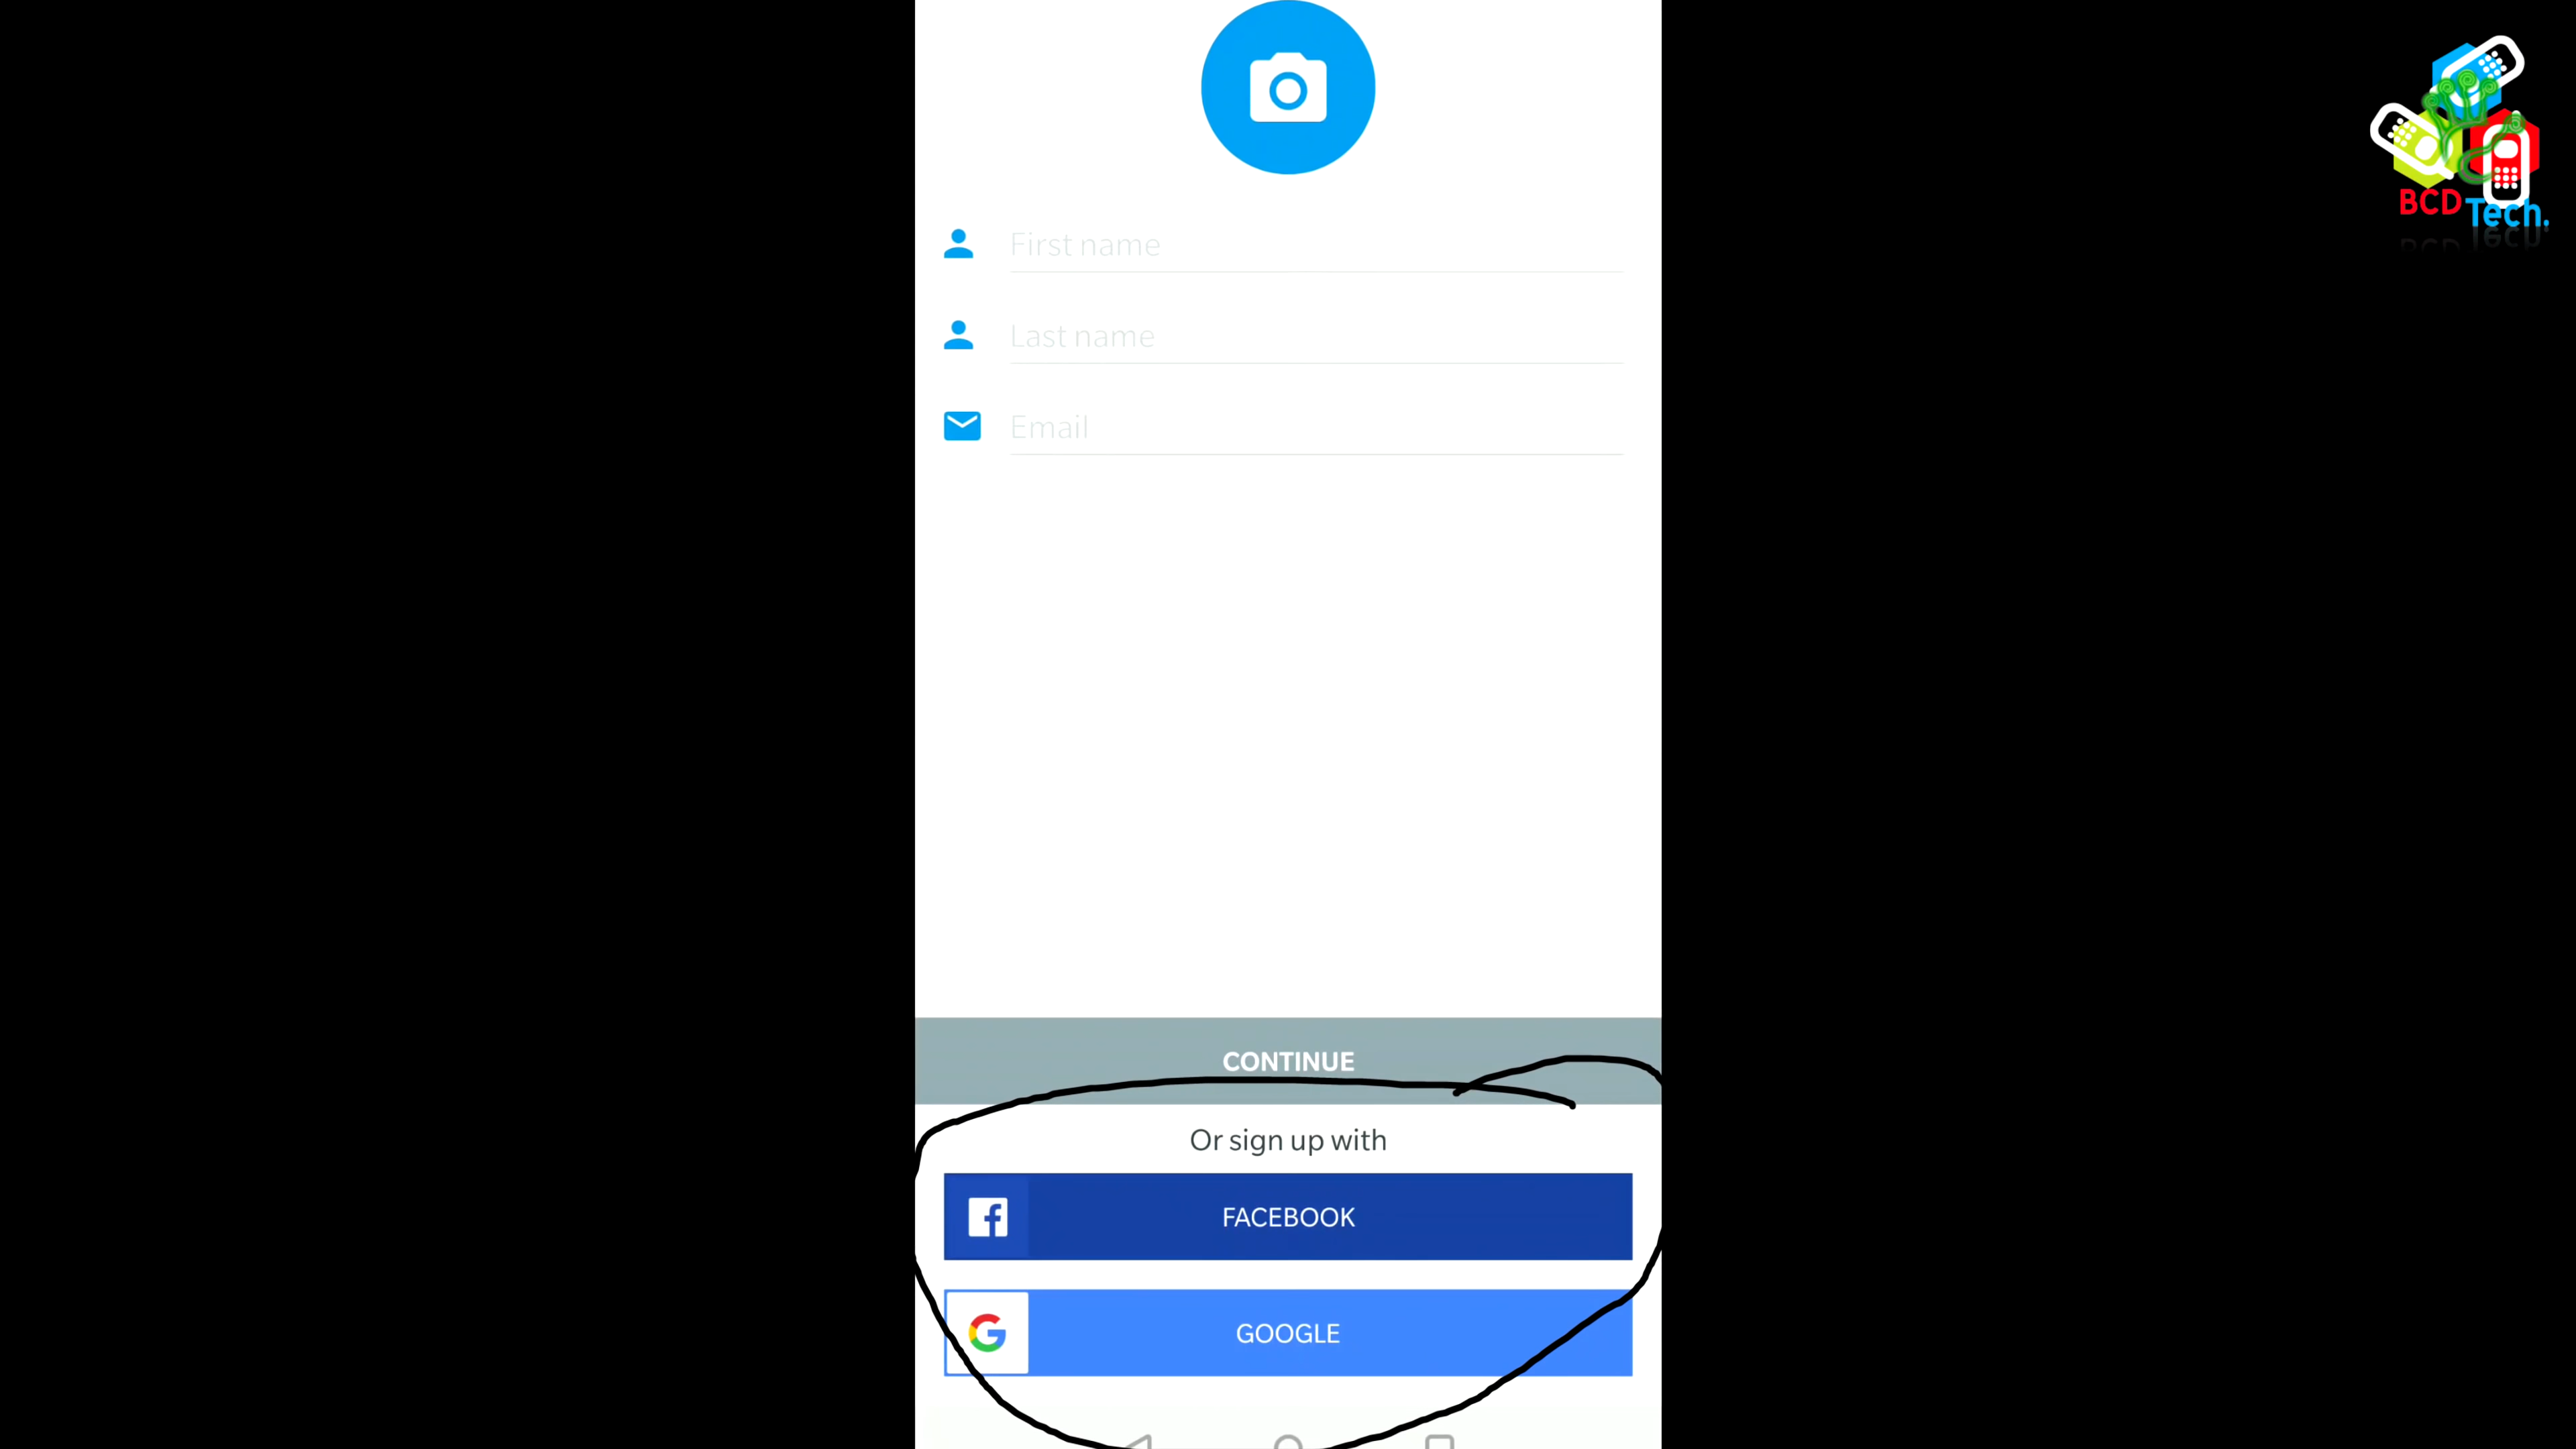 BCD Tech.
First name
Last name
Email
CONTINUE
Or sign up with
FACEBOOK
GOOGLE